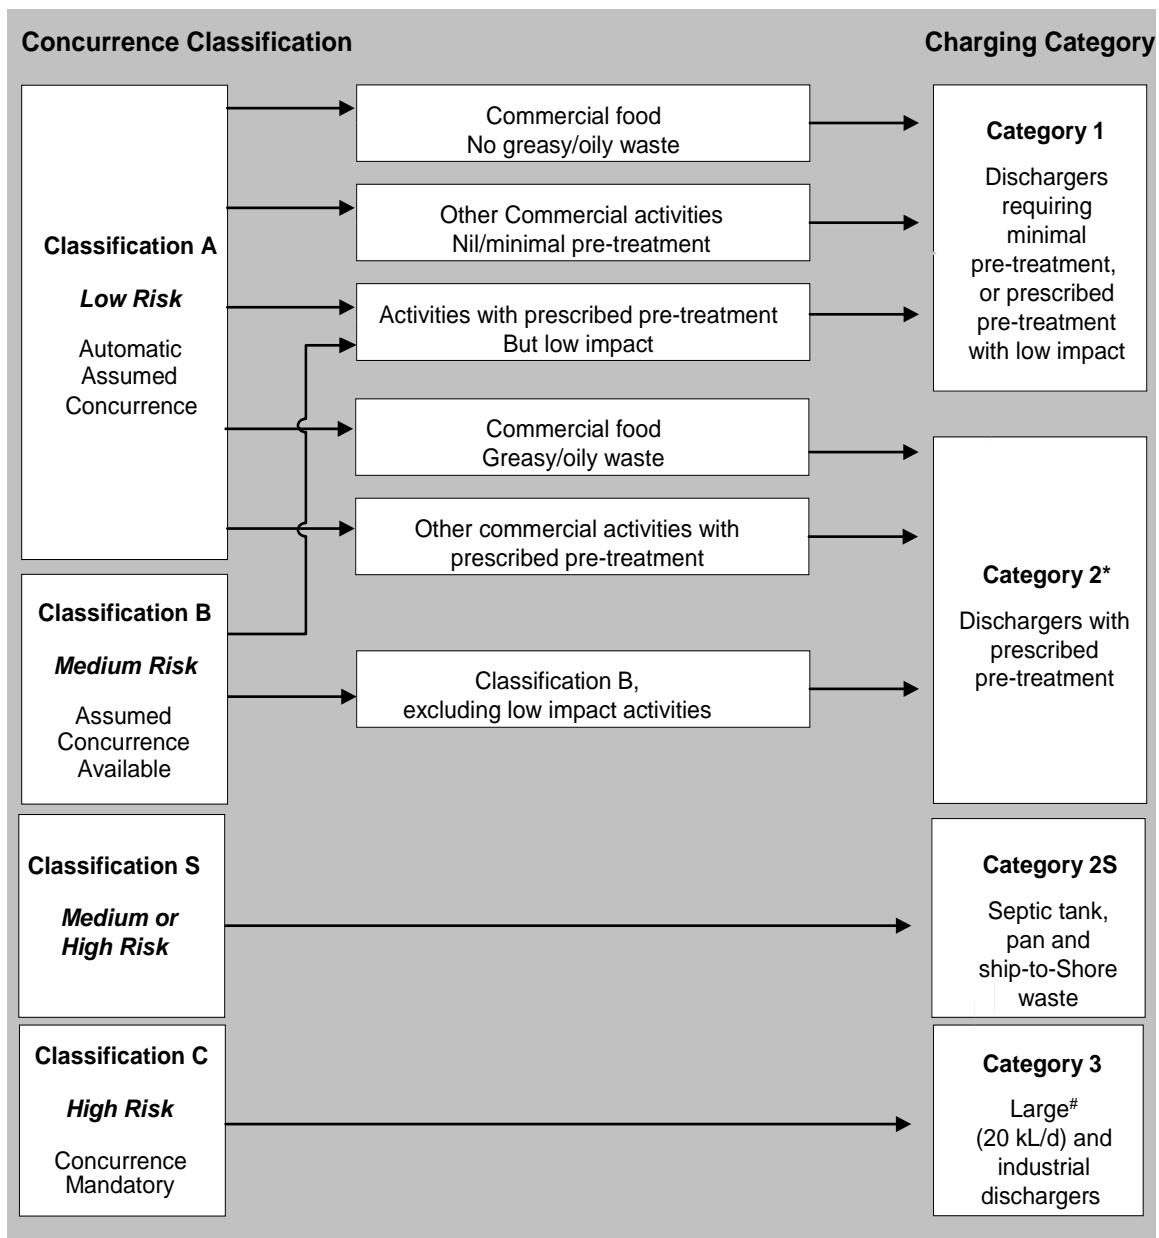 Concurrence Classification
Charging Category
Classification A
Low Risk
Automatic
Assumed
Concurrence
Commercial food
No greasy/oily waste
Other Commercial activities
Nil/minimal pre-treatment
Activities with prescribed pre-treatment
But low impact
Commercial food
Greasy/oily waste
Other commercial activities with
prescribed pre-treatment
Category 1
Dischargers
requiring
minimal
pre-treatment,
or prescribed
pre-treatment
with low impact
Classification B
Medium Risk
Assumed
Concurrence
Available
Classification B,
excluding low impact activities
Category 2*
Dischargers with
prescribed
pre-treatment
Classification S
Medium or
High Risk
Category 2S
Septic tank,
pan and
ship-to-Shore
waste
Classification C
High Risk
Concurrence
Mandatory
Category 3
Large#
(20 kL/d) and
industrial
dischargers